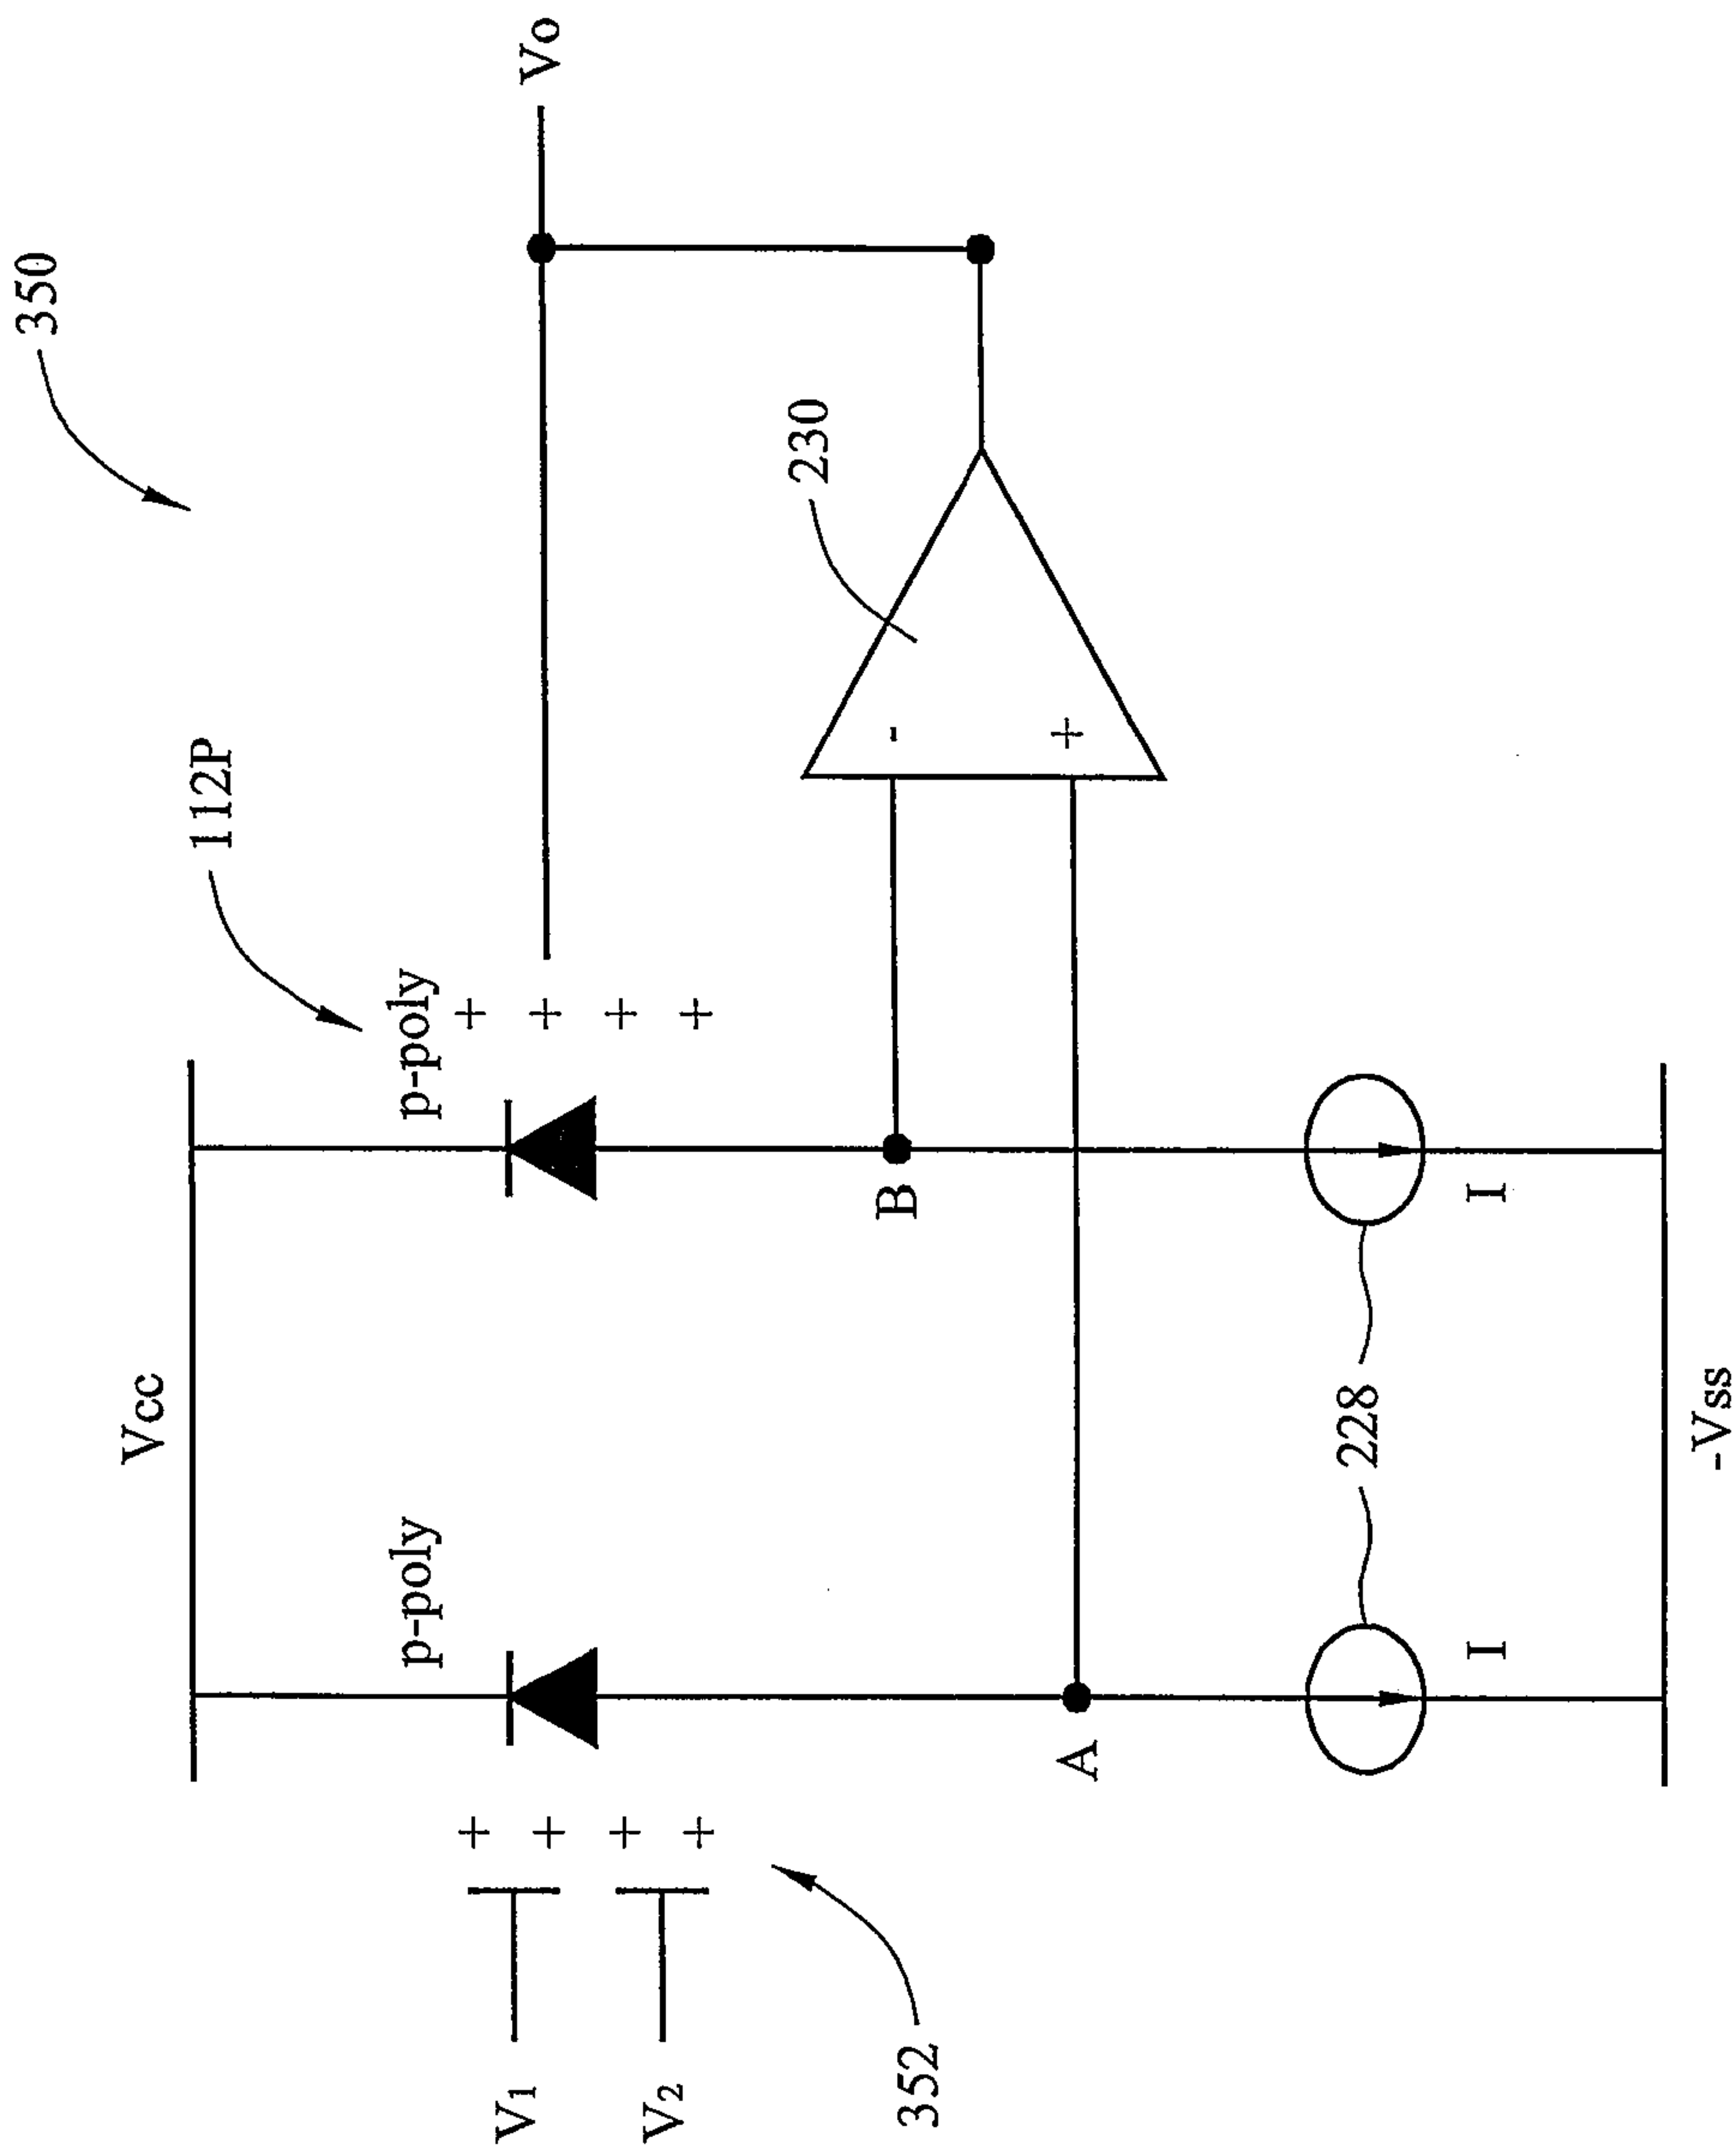 350
Vcc
112P
p-poly
p-poly
+
+
+
+
+
+
+
+
V1
V2
Vo
352
230
-
+
B
A
228
I
I
-Vss